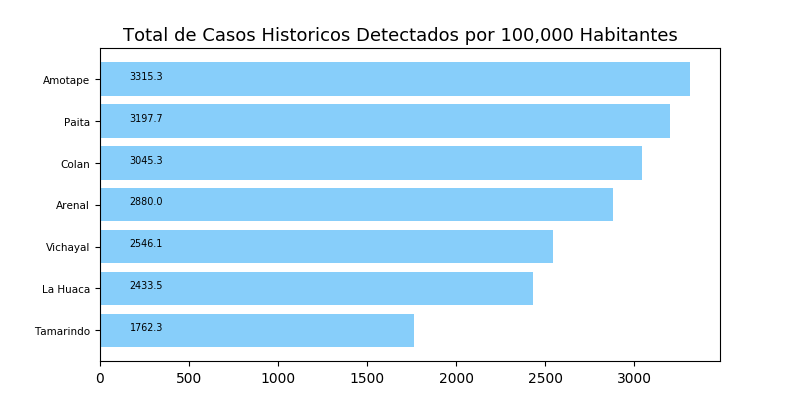 Total de Casos Historicos Detectados por 100,000 Habitantes
Amotape 3315.3
Paita 3197.7
Colan 3045.3
Arenal 2880.0
Vichayal 2546.1
La Huaca 2433.5
Tamarindo 1762.3
0 500 1000 1500 2000 2500 3000